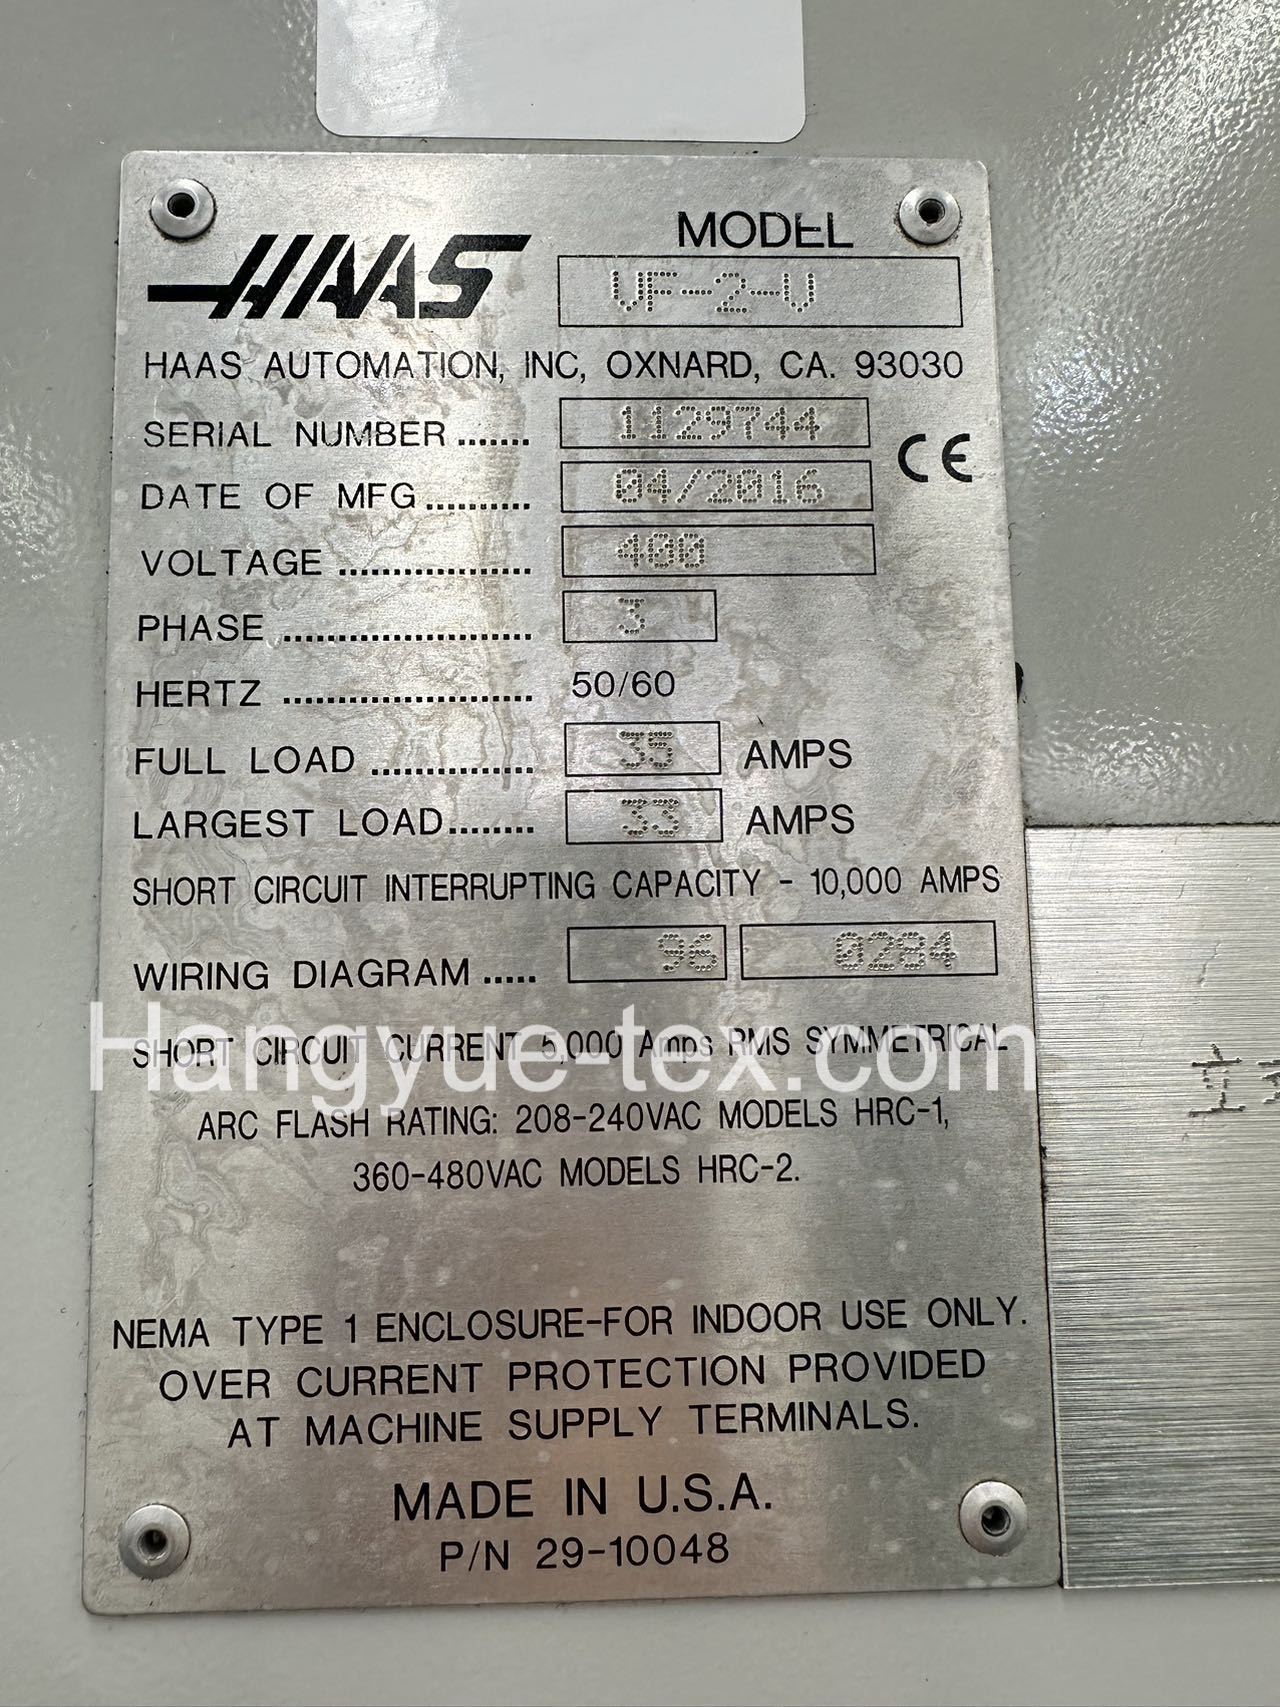 HAAS
MODEL
VF-2-V
HAAS AUTOMATION, INC, OXNARD, CA. 93030
SERIAL NUMBER ....... 1129744
CE
DATE OF MFG .......... 04/2016
VOLTAGE .................. 400
PHASE ....................... 3
HERTZ ....................... 50/60
FULL LOAD ............... 35 AMPS
LARGEST LOAD........ 33 AMPS
SHORT CIRCUIT INTERRUPTING CAPACITY - 10,000 AMPS
WIRING DIAGRAM ..... 96 0284
Hangyue-tex.com
SHORT CIRCUIT CURRENT 5,000 Amps RMS SYMMETRICAL
ARC FLASH RATING: 208-240VAC MODELS HRC-1,
360-480VAC MODELS HRC-2.
NEMA TYPE 1 ENCLOSURE-FOR INDOOR USE ONLY.
OVER CURRENT PROTECTION PROVIDED
AT MACHINE SUPPLY TERMINALS.
MADE IN U.S.A.
P/N 29-10048